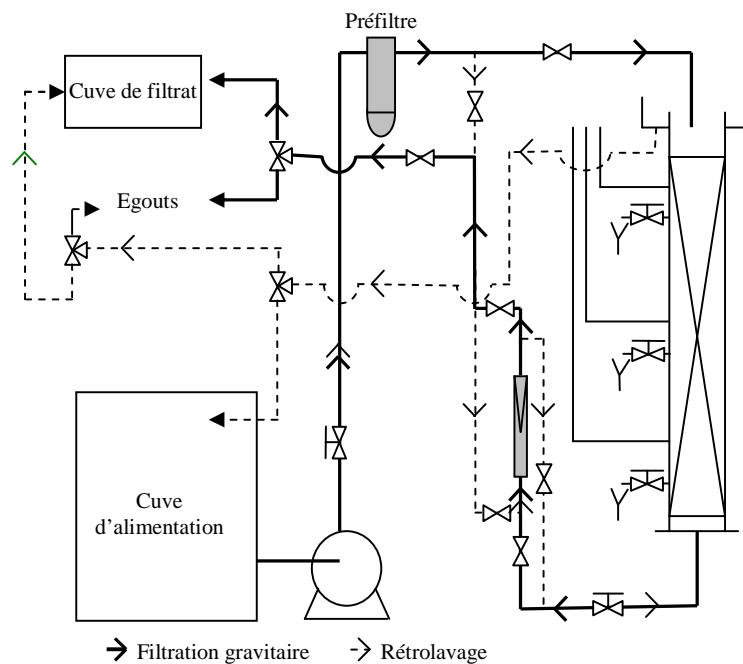 Préfiltre
Cuve de filtrat
Egouts
Cuve
d'alimentation
Filtration gravitaire
Rétrolavage